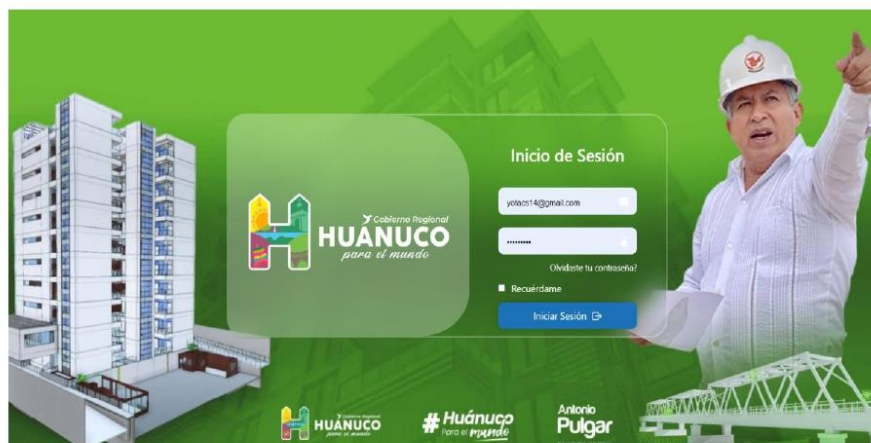 Inicio de Sesión
yotacs14@gmail.com
•••••••••
Olvidaste tu contraseña?
Recuérdame
Iniciar Sesión
Gobierno Regional
HUÁNUCO
para el mundo
Gobierno Regional
HUÁNUCO
para el mundo
#Huánuco
Para el mundo
Antonio
Pulgar